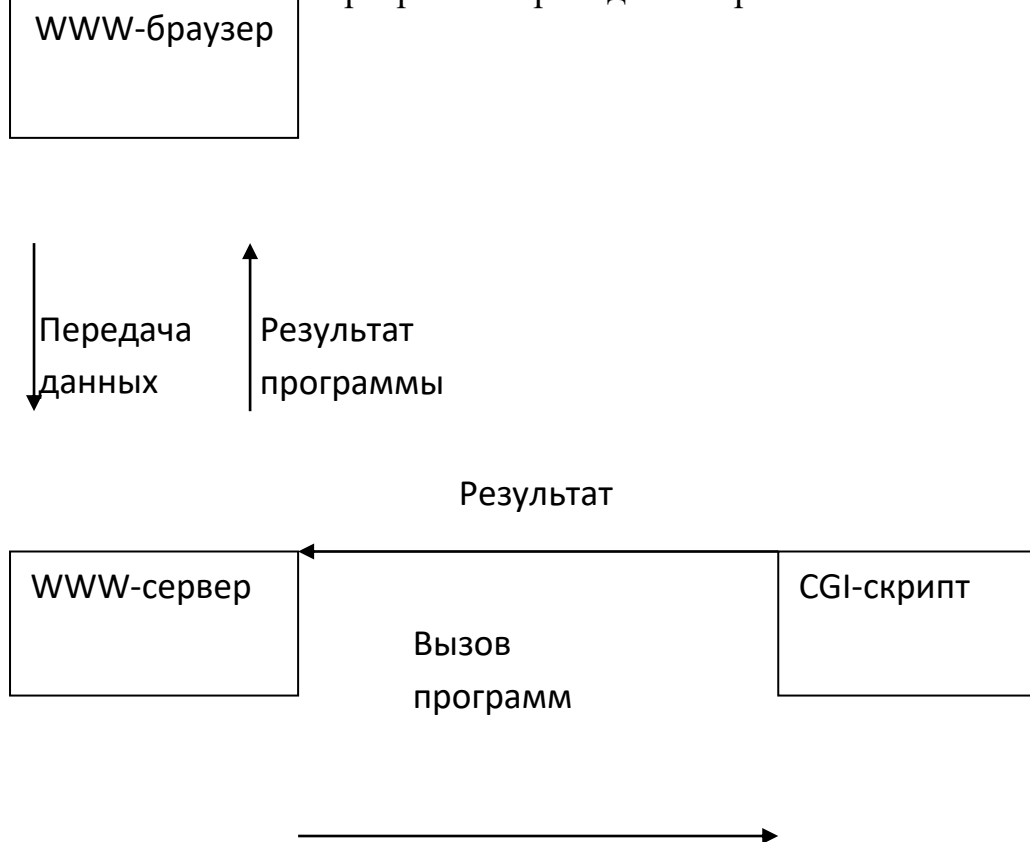 WWW-браузер
Передача
данных
Результат
программы
Результат
WWW-сервер
CGI-скрипт
Вызов
программ